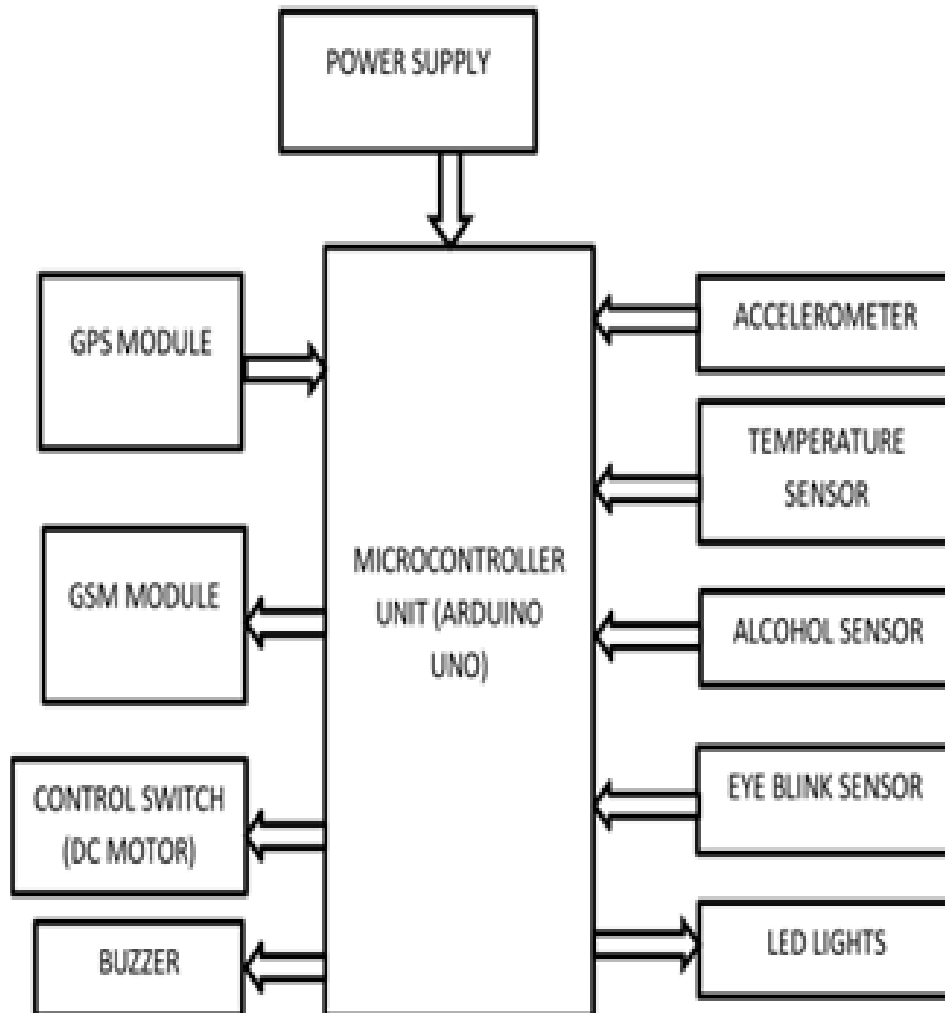 POWER SUPPLY
GPS MODULE
GSM MODULE
CONTROL SWITCH
(DC MOTOR)
BUZZER
MICROCONTROLLER
UNIT (ARDUINO
UNO)
ACCELEROMETER
TEMPERATURE
SENSOR
ALCOHOL SENSOR
EYE BLINK SENSOR
LED LIGHTS